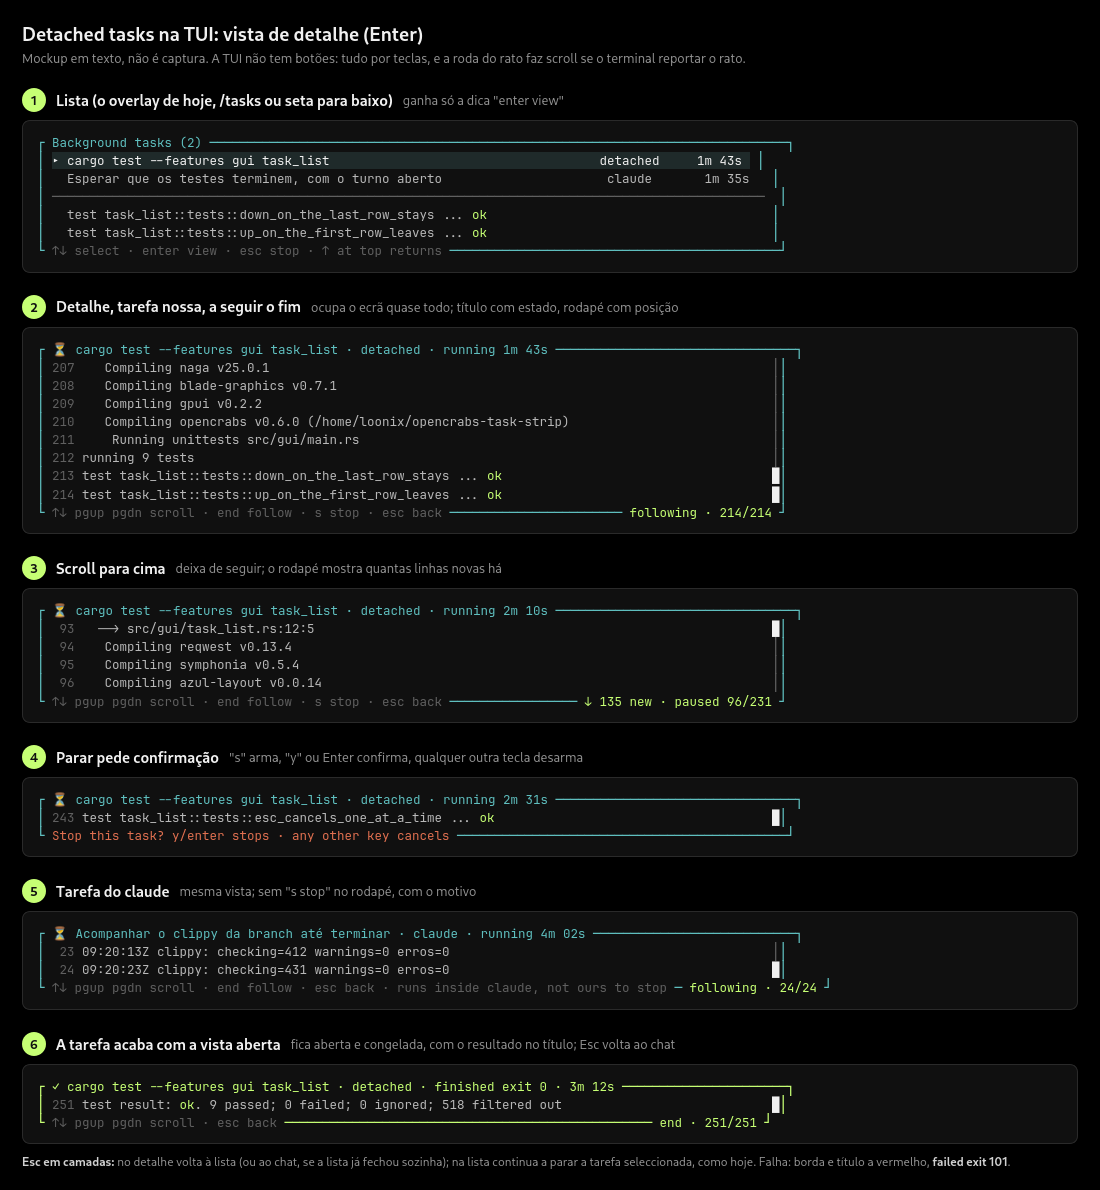 Detached tasks na TUI: vista de detalhe (Enter)
Mockup em texto, não é captura. A TUI não tem botões: tudo por teclas, e a roda do rato faz scroll se o terminal reportar o rato.
1 Lista (o overlay de hoje, /tasks ou seta para baixo) ganha só a dica "enter view"
Background tasks (2)
▸ cargo test --features gui task_list detached 1m 43s
Esperar que os testes terminem, com o turno aberto claude 1m 35s
test task_list::tests::down_on_the_last_row_stays ... ok
test task_list::tests::up_on_the_first_row_leaves ... ok
↑↓ select · enter view · esc stop · ↑ at top returns
2 Detalhe, tarefa nossa, a seguir o fim ocupa o ecrã quase todo; título com estado, rodapé com posição
⏳ cargo test --features gui task_list · detached · running 1m 43s
207 Compiling naga v25.0.1
208 Compiling blade-graphics v0.7.1
209 Compiling gpui v0.2.2
210 Compiling opencrabs v0.6.0 (/home/loonix/opencrabs-task-strip)
211 Running unittests src/gui/main.rs
212 running 9 tests
213 test task_list::tests::down_on_the_last_row_stays ... ok
214 test task_list::tests::up_on_the_first_row_leaves ... ok
↑↓ pgup pgdn scroll · end follow · s stop · esc back following · 214/214
3 Scroll para cima deixa de seguir; o rodapé mostra quantas linhas novas há
⏳ cargo test --features gui task_list · detached · running 2m 10s
93 --> src/gui/task_list.rs:12:5
94 Compiling reqwest v0.13.4
95 Compiling symphonia v0.5.4
96 Compiling azul-layout v0.0.14
↑↓ pgup pgdn scroll · end follow · s stop · esc back ↓ 135 new · paused 96/231
4 Parar pede confirmação "s" arma, "y" ou Enter confirma, qualquer outra tecla desarma
⏳ cargo test --features gui task_list · detached · running 2m 31s
243 test task_list::tests::esc_cancels_one_at_a_time ... ok
Stop this task? y/enter stops · any other key cancels
5 Tarefa do claude mesma vista; sem "s stop" no rodapé, com o motivo
⏳ Acompanhar o clippy da branch até terminar · claude · running 4m 02s
23 09:20:13Z clippy: checking=412 warnings=0 erros=0
24 09:20:23Z clippy: checking=431 warnings=0 erros=0
↑↓ pgup pgdn scroll · end follow · esc back · runs inside claude, not ours to stop following · 24/24
6 A tarefa acaba com a vista aberta fica aberta e congelada, com o resultado no título; Esc volta ao chat
✓ cargo test --features gui task_list · detached · finished exit 0 · 3m 12s
251 test result: ok. 9 passed; 0 failed; 0 ignored; 518 filtered out
↑↓ pgup pgdn scroll · esc back end · 251/251
Esc em camadas: no detalhe volta à lista (ou ao chat, se a lista já fechou sozinha); na lista continua a parar a tarefa seleccionada, como hoje. Falha: borda e título a vermelho, failed exit 101.